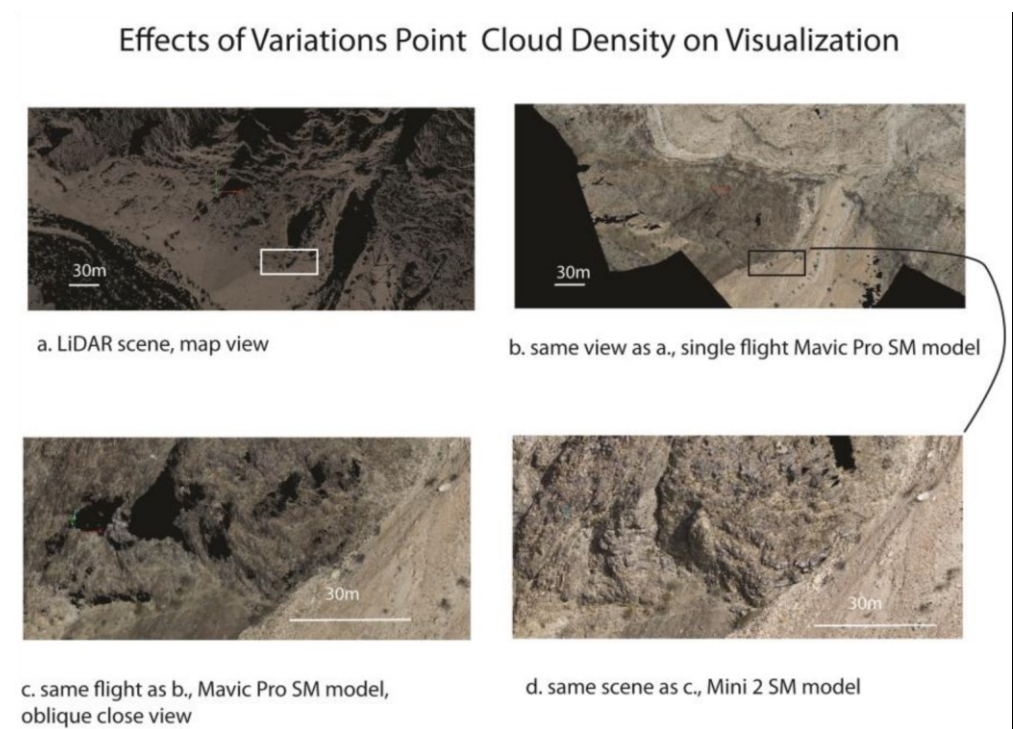 Effects of Variations Point Cloud Density on Visualization
30m
30m
a. LiDAR scene, map view
b. same view as a., single flight Mavic Pro SM model
30m
30m
c. same flight as b., Mavic Pro SM model,
oblique close view
d. same scene as c., Mini 2 SM model